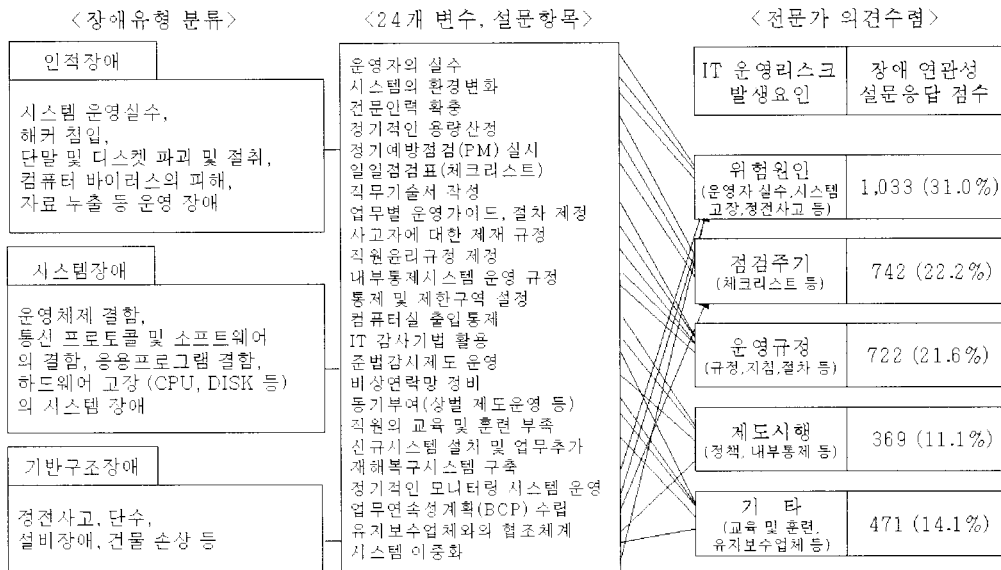 <장애유형 분류>
인적장애
시스템 운영실수,
해커 침입,
단말 및 디스켓 파괴 및 절취,
컴퓨터 바이러스의 피해,
자료 누출 등 운영 장애
시스템장애
운영체제 결함,
통신 프로토콜 및 소프트웨어
의 결함, 응용프로그램 결함,
하드웨어 고장 (CPU, DISK 등)
의 시스템 장애
기반구조장애
정전사고, 단수,
설비장애, 건물 손상 등
<24개 변수, 설문항목>
운영자의 실수
시스템의 환경변화
전문인력 확충
정기적인 용량산정
정기예방점검(PM) 실시
일일점검표(체크리스트)
직무기술서 작성
업무별 운영가이드, 절차 제정
사고자에 대한 제재 규정
직원윤리규정 제정
내부통제시스템 운영 규정
통제 및 제한구역 설정
컴퓨터실 출입통제
IT 감사기법 활용
준법감시제도 운영
비상연락망 정비
동기부여(상벌 제도운영 등)
직원의 교육 및 훈련 부족
신규시스템 설치 및 업무추가
재해복구시스템 구축
정기적인 모니터링 시스템 운영
업무연속성계획(BCP) 수립
유지보수업체와의 협조체계
시스템 이중화
<전문가 의견수렴>
IT 운영리스크
발생요인
장애 연관성
설문응답 점수
위험원인
(운영자 실수,시스템
고장,정전사고 등)
1,033 (31.0%)
점검주기
(체크리스트 등)
742 (22.2%)
운영규정
(규정,지침,절차 등)
722 (21.6%)
제도시행
(정책, 내부통제 등)
369 (11.1%)
기 타
(교육 및 훈련,
유지보수업체 등)
471 (14.1%)